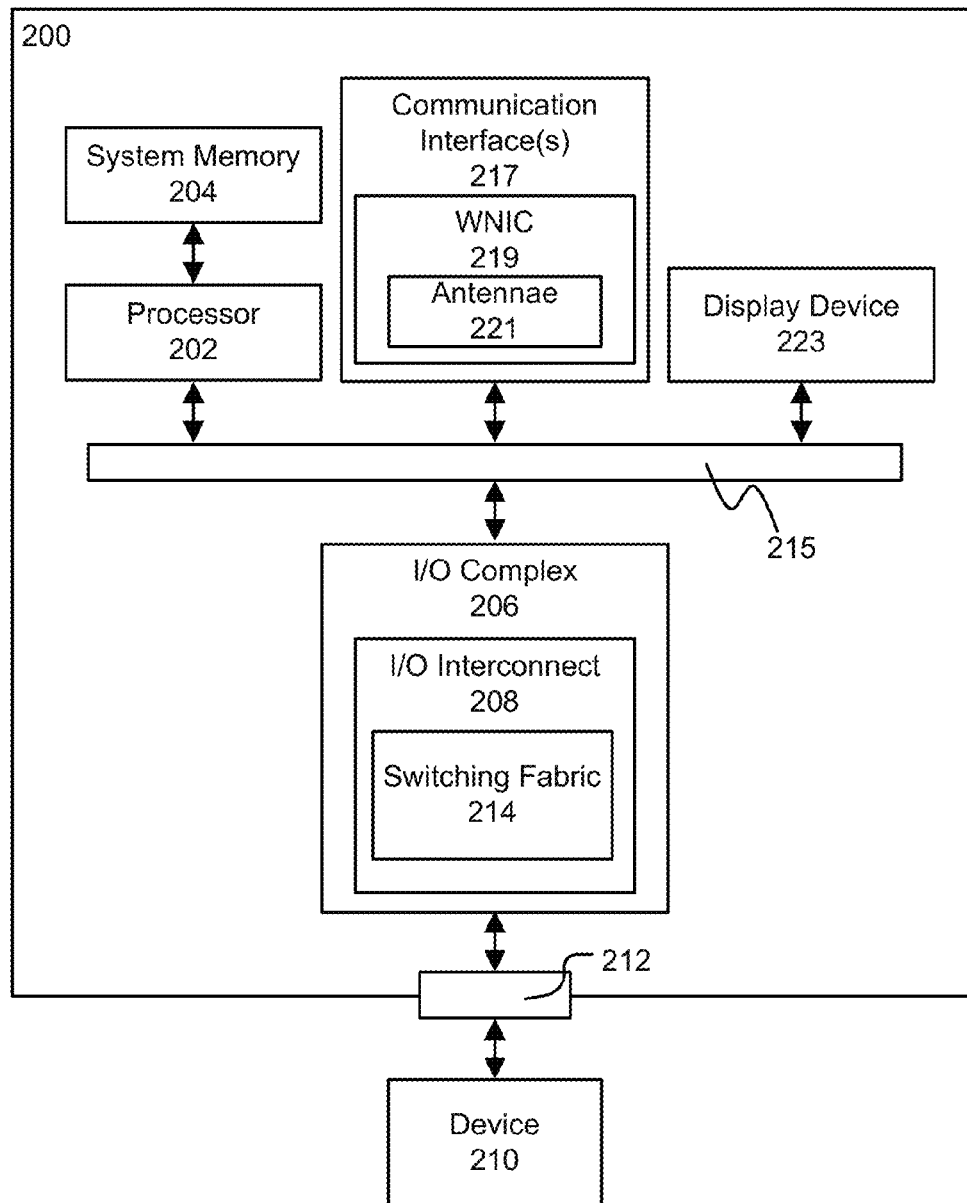 200
Communication
Interface(s)
217
System Memory
204
WNIC
219
Antennae
221
Processor
202
Display Device
223
215
I/O Complex
206
I/O Interconnect
208
Switching Fabric
214
212
Device
210